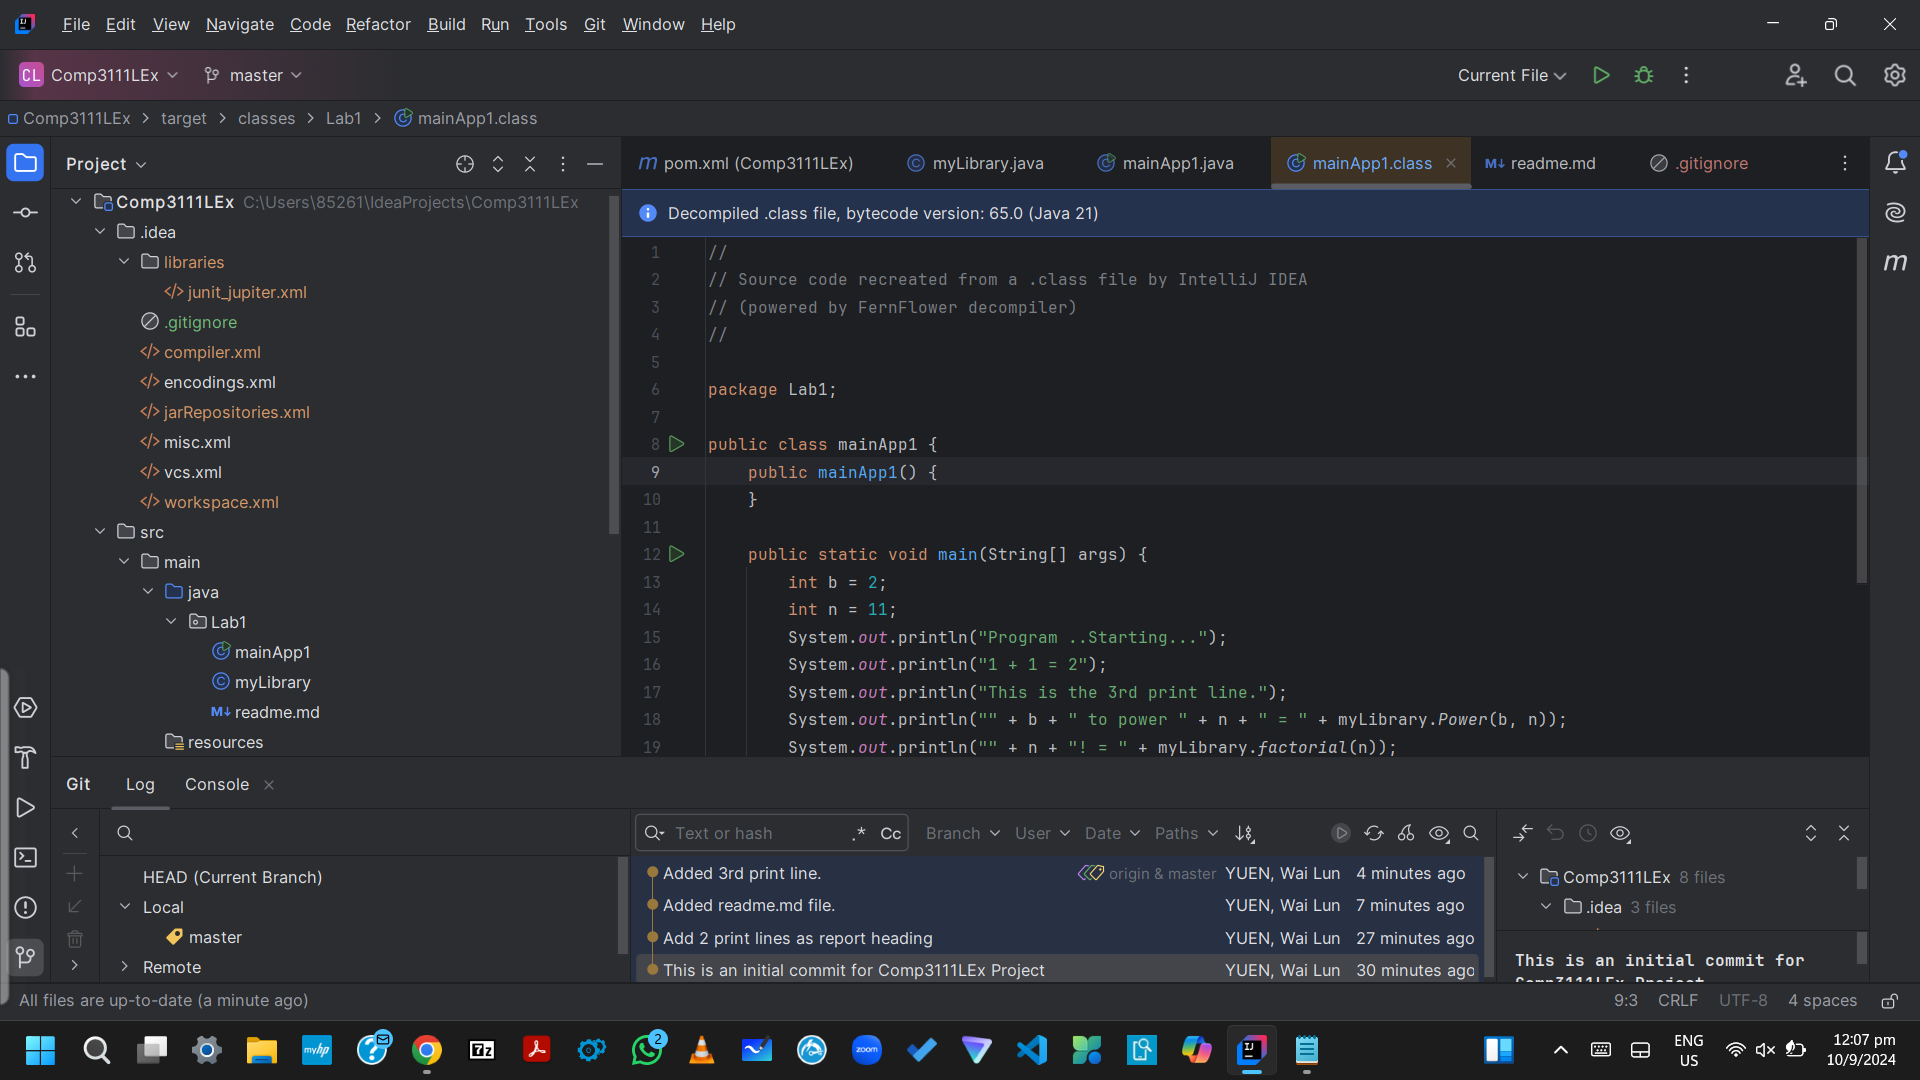 File Edit View Navigate Code Refactor Build Run Tools Git Window Help
CL Comp3111LEx master Current File
Comp3111LEx > target > classes > Lab1 > mainApp1.class
Project
Comp3111LEx C:\Users\85261\IdeaProjects\Comp3111LEx
.idea
libraries
junit_jupiter.xml
.gitignore
compiler.xml
encodings.xml
jarRepositories.xml
misc.xml
vcs.xml
workspace.xml
src
main
java
Lab1
mainApp1
myLibrary
readme.md
resources
pom.xml (Comp3111LEx) myLibrary.java mainApp1.java mainApp1.class readme.md .gitignore
Decompiled .class file, bytecode version: 65.0 (Java 21)
1 //
2 // Source code recreated from a .class file by IntelliJ IDEA
3 // (powered by FernFlower decompiler)
4 //
5
6 package Lab1;
7
8 public class mainApp1 {
9 public mainApp1() {
10 }
11
12 public static void main(String[] args) {
13 int b = 2;
14 int n = 11;
15 System.out.println("Program ..Starting...");
16 System.out.println("1 + 1 = 2");
17 System.out.println("This is the 3rd print line.");
18 System.out.println("" + b + " to power " + n + " = " + myLibrary.Power(b, n));
19 System.out.println("" + n + "! = " + myLibrary.factorial(n));
Git Log Console
HEAD (Current Branch)
Local
master
Remote
Text or hash .* Cc Branch User Date Paths
Added 3rd print line. origin & master YUEN, Wai Lun 4 minutes ago
Added readme.md file. YUEN, Wai Lun 7 minutes ago
Add 2 print lines as report heading YUEN, Wai Lun 27 minutes ago
This is an initial commit for Comp3111LEx Project YUEN, Wai Lun 30 minutes ago
Comp3111LEx 8 files
.idea 3 files
This is an initial commit for
Comp3111LEx Project
All files are up-to-date (a minute ago) 9:3 CRLF UTF-8 4 spaces
myhp 7z zoom 2 ENG
US
12:07 pm
10/9/2024